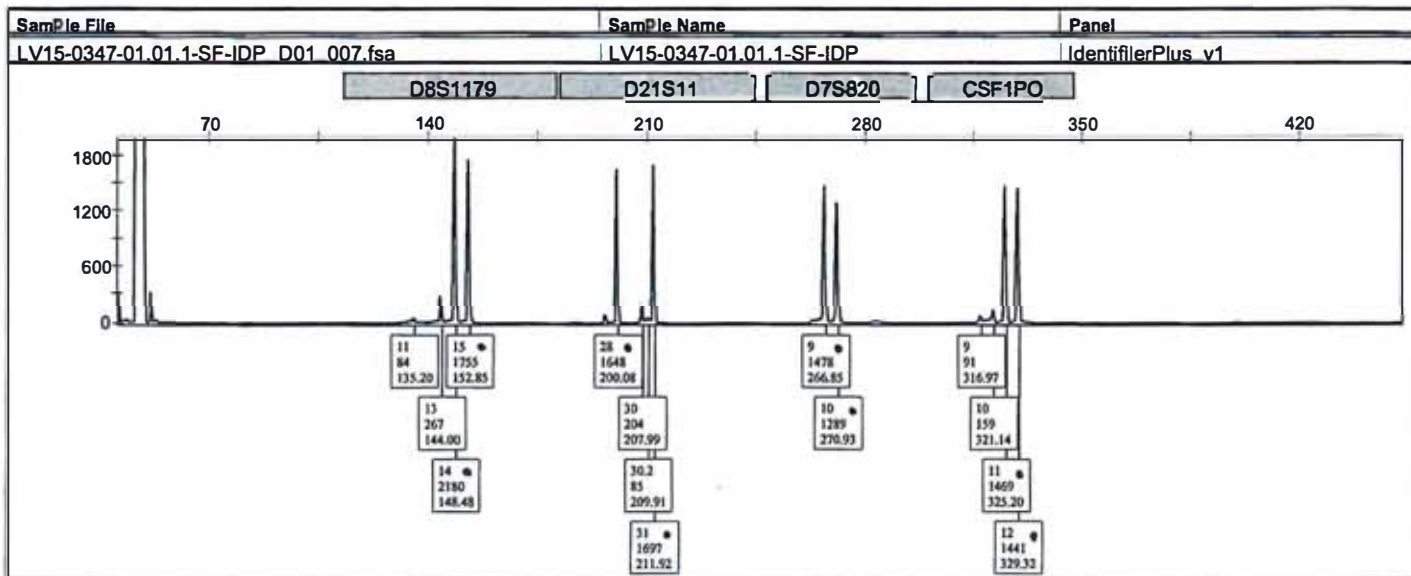 Sample File Sample Name Panel
LV15-0347-01.01.1-SF-IDP_D01_007.fsa LV15-0347-01.01.1-SF-IDP IdentifilerPlus_v1
D8S1179 D21S11 D7S820 CSF1PO
70 140 210 280 350 420
1800
1200
600
0
11 15 28 9 9
84 1755 1648 1478 91
135.20 152.85 200.08 266.85 316.97
13 30 10 10
267 204 1289 159
144.00 207.99 270.93 321.14
14 30.2 11
2180 85 1469
148.48 209.91 325.20
31 12
1697 1441
211.92 329.32